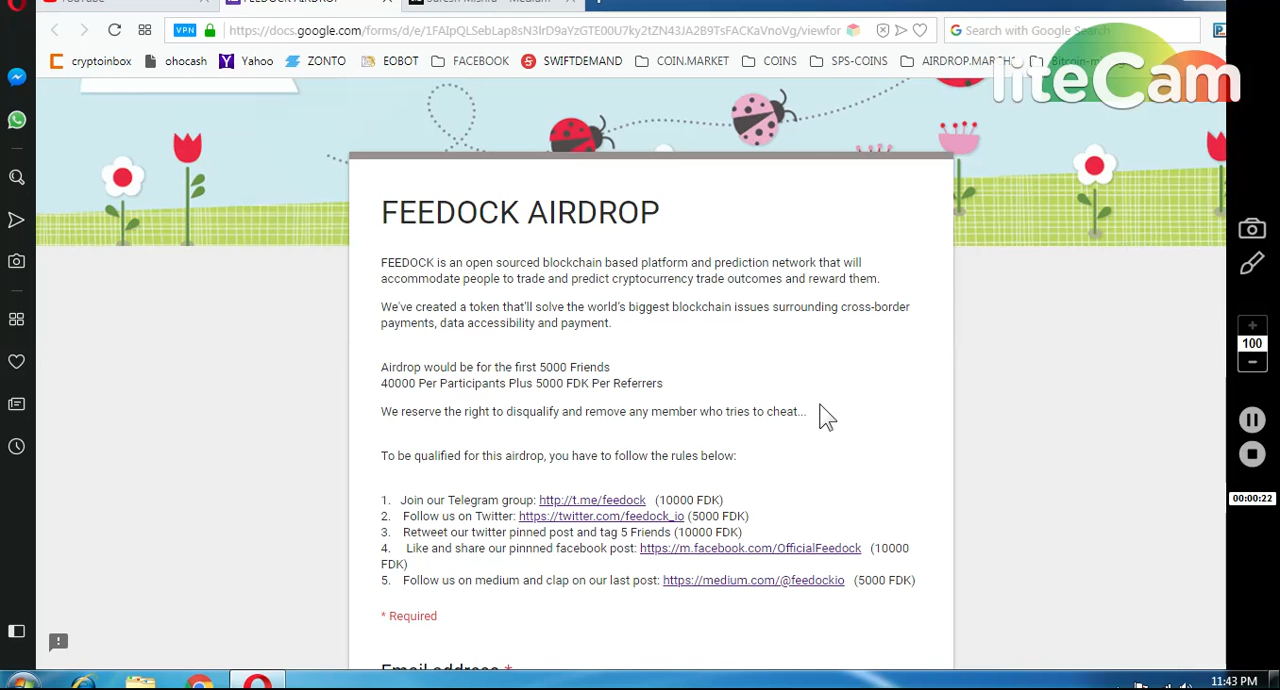 FEEDOCK AIRDROP
https://docs.google.com/forms/d/e/
Search with Google Search
VPN
cryptoinbox ohocash Yahoo ZONTO EOBOT FACEBOOK SWIFTDEMAND COIN.MARKET COINS SPS-COINS
liteCam
FEEDOCK AIRDROP
FEEDOCK is an open sourced blockchain based platform and prediction network that will
accommodate people to trade and predict cryptocurrency trade outcomes and reward them.
We've created a token that'll solve the world's biggest blockchain issues surrounding cross-border
payments, data accessibility and payment.
Airdrop would be for the first 5000 Friends
40000 Per Participants Plus 5000 FDK Per Referrers
We reserve the right to disqualify and remove any member who tries to cheat...
To be qualified for this airdrop, you have to follow the rules below:
1. Join our Telegram group: http://t.me/feedock (10000 FDK)
2. Follow us on Twitter: https://twitter.com/feedock_io (5000 FDK)
3. Retweet our twitter pinned post and tag 5 Friends (10000 FDK)
4. Like and share our pinnned facebook post: https://m.facebook.com/OfficialFeedock (10000
FDK)
5. Follow us on medium and clap on our last post: https://medium.com/@feedockio (5000 FDK)
* Required
Email address *
100
00:00:22
11:43 PM